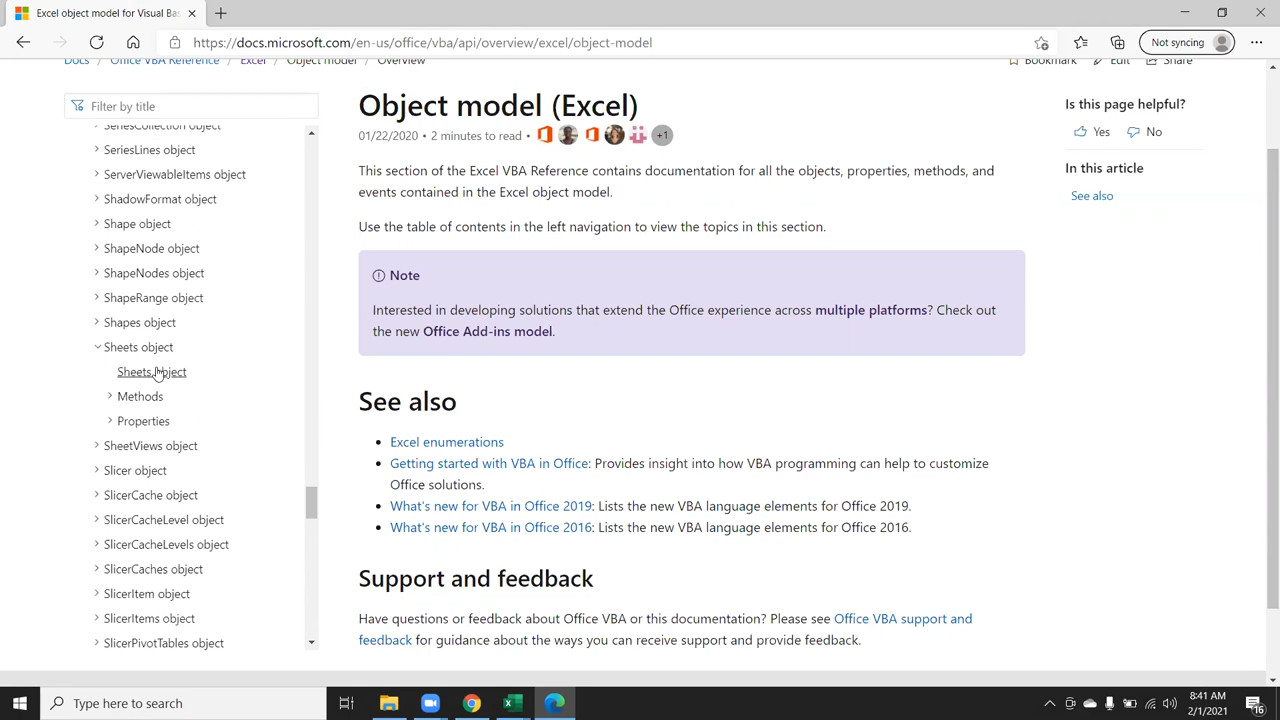 Excel object model for Visual Bas
https://docs.microsoft.com/en-us/office/vba/api/overview/excel/object-model
Not syncing
Docs / Office VBA Reference / Excel / Object model / Overview
Bookmark Edit Share
Filter by title
SeriesCollection object
SeriesLines object
ServerViewableItems object
ShadowFormat object
Shape object
ShapeNode object
ShapeNodes object
ShapeRange object
Shapes object
Sheets object
Sheets object
Methods
Properties
SheetViews object
Slicer object
SlicerCache object
SlicerCacheLevel object
SlicerCacheLevels object
SlicerCaches object
SlicerItem object
SlicerItems object
SlicerPivotTables object
Object model (Excel)
01/22/2020 • 2 minutes to read • +1
This section of the Excel VBA Reference contains documentation for all the objects, properties, methods, and
events contained in the Excel object model.
Use the table of contents in the left navigation to view the topics in this section.
Note
Interested in developing solutions that extend the Office experience across multiple platforms? Check out
the new Office Add-ins model.
See also
• Excel enumerations
• Getting started with VBA in Office: Provides insight into how VBA programming can help to customize
Office solutions.
• What's new for VBA in Office 2019: Lists the new VBA language elements for Office 2019.
• What's new for VBA in Office 2016: Lists the new VBA language elements for Office 2016.
Support and feedback
Have questions or feedback about Office VBA or this documentation? Please see Office VBA support and
feedback for guidance about the ways you can receive support and provide feedback.
Is this page helpful?
Yes No
In this article
See also
Type here to search
8:41 AM
2/1/2021
16